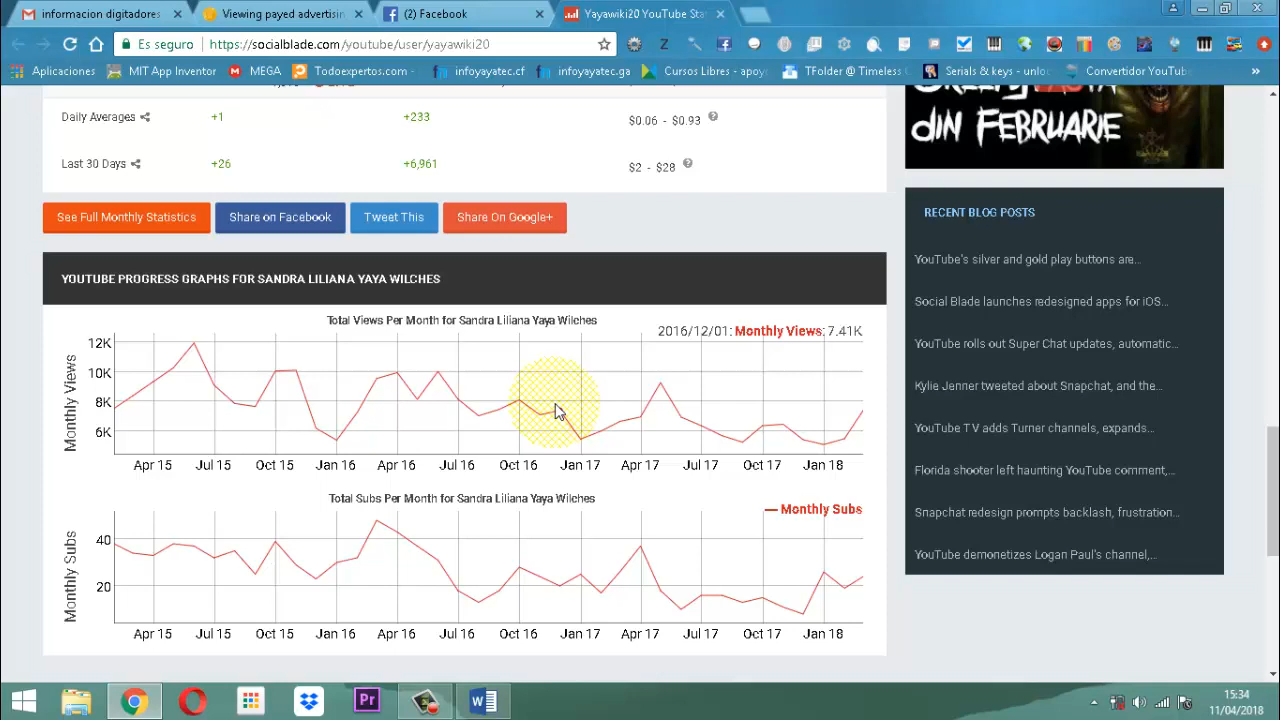 informacion digitadores
Viewing payed advertisin
(2) Facebook
Yayawiki20 YouTube Sta
Es seguro
https://socialblade.com/youtube/user/yayawiki20
Aplicaciones
MIT App Inventor
MEGA
Todoexpertos.com -
infoyayatec.cf
infoyayatec.ga
Cursos Libres - apoy
TFolder @ Timeless
Serials & keys - unlo
Convertidor YouTube
»
Daily Averages
+1
+233
$0.06 - $0.93
Last 30 Days
+26
+6,961
$2 - $28
See Full Monthly Statistics
Share on Facebook
Tweet This
Share On Google+
YOUTUBE PROGRESS GRAPHS FOR SANDRA LILIANA YAYA WILCHES
Total Views Per Month for Sandra Liliana Yaya Wilches
2016/12/01: Monthly Views: 7.41K
Monthly Views
12K
10K
8K
6K
Apr 15 Jul 15 Oct 15 Jan 16 Apr 16 Jul 16 Oct 16 Jan 17 Apr 17 Jul 17 Oct 17 Jan 18
Total Subs Per Month for Sandra Liliana Yaya Wilches
Monthly Subs
Monthly Subs
40
20
Apr 15 Jul 15 Oct 15 Jan 16 Apr 16 Jul 16 Oct 16 Jan 17 Apr 17 Jul 17 Oct 17 Jan 18
DIN FEBRUARIE
RECENT BLOG POSTS
YouTube's silver and gold play buttons are...
Social Blade launches redesigned apps for iOS...
YouTube rolls out Super Chat updates, automatic...
Kylie Jenner tweeted about Snapchat, and the...
YouTube TV adds Turner channels, expands...
Florida shooter left haunting YouTube comment,...
Snapchat redesign prompts backlash, frustration...
YouTube demonetizes Logan Paul's channel,...
Pr
W
15:34
11/04/2018